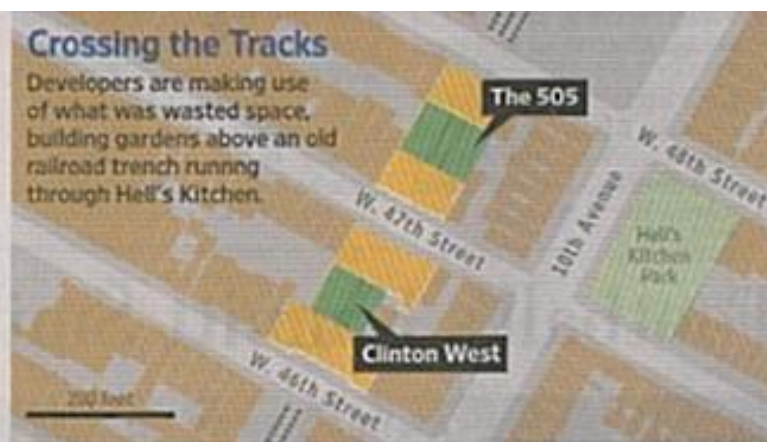 Crossing the Tracks
Developers are making use
of what was wasted space,
building gardens above an old
railroad trench runnng
through Hell's Kitchen.
The 505
W. 48th Street
W. 47th Street
10th Avenue
Hell's
Kitchen
Park
Clinton West
W. 46th Street
200 feet